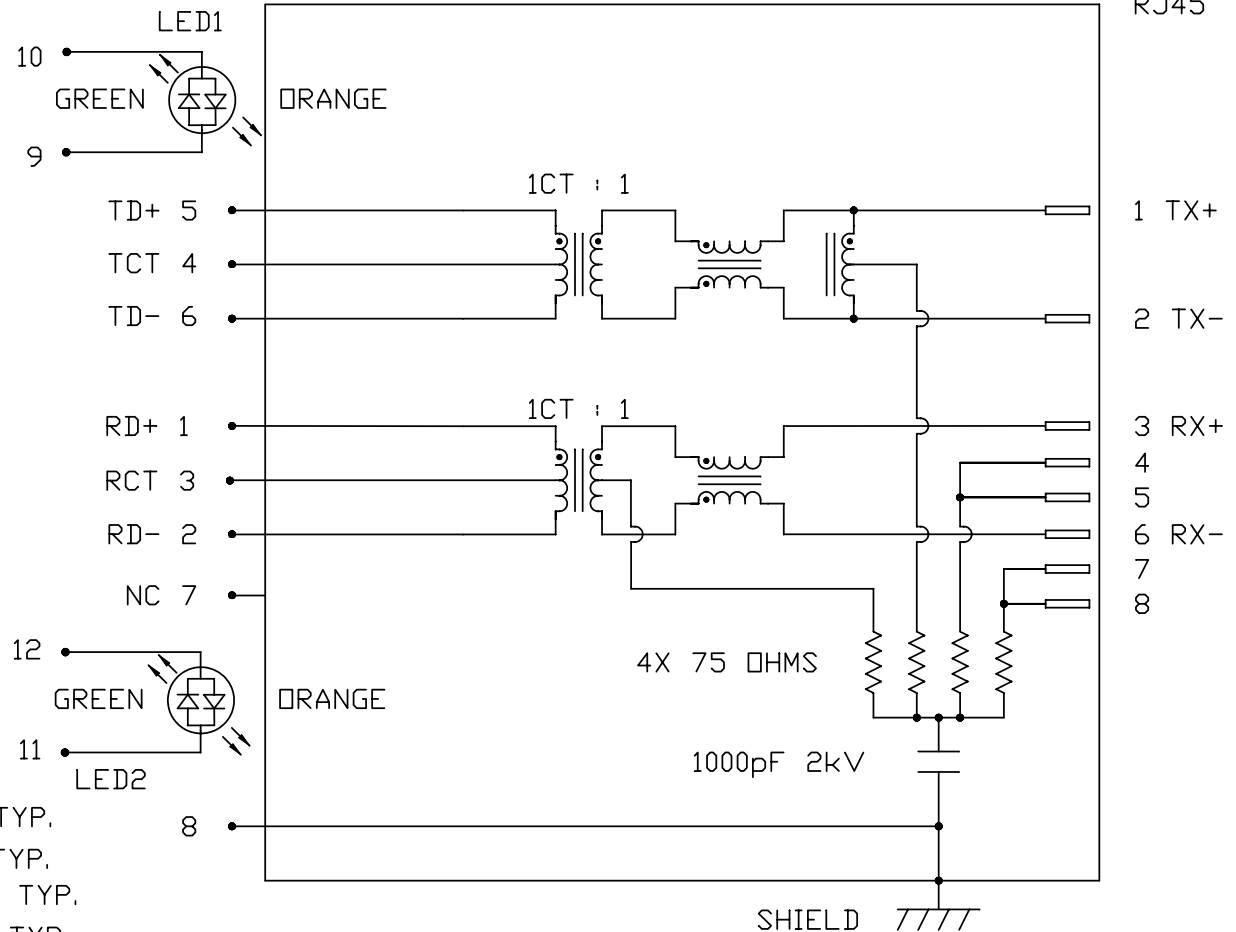 RJ45
LED1
10
GREEN ORANGE
9
1CT : 1
TD+ 5
1 TX+
TCT 4
TD- 6
2 TX-
1CT : 1
RD+ 1
3 RX+
4
RCT 3
5
RD- 2
6 RX-
7
NC 7
8
12
4X 75 OHMS
GREEN ORANGE
11
1000pF 2kV
LED2
TYP.
8
TYP.
TYP.
SHIELD
TYP.